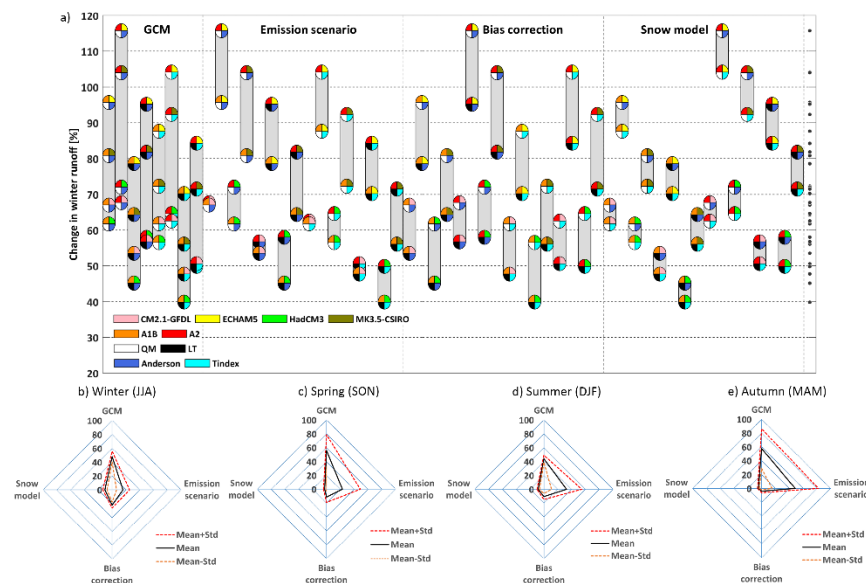 a)
GCM
Emission scenario
Bias correction
Snow model
Change in winter runoff [%]
120
110
100
90
80
70
60
50
40
30
20
CM2.1-GFDL ECHAM5 HadCM3 MK3.5-CSIRO
A1B A2
QM LT
Anderson Tindex
b) Winter (JJA)
GCM
100
80
60
40
20
0
Snow
model
Emission
scenario
Bias
correction
Mean+Std
Mean
Mean-Std
c) Spring (SON)
GCM
100
80
60
40
20
0
Snow
model
Emission
scenario
Bias
correction
Mean+Std
Mean
Mean-Std
d) Summer (DJF)
GCM
100
80
60
40
20
0
Snow
model
Emission
scenario
Bias
correction
Mean+Std
Mean
Mean-Std
e) Autumn (MAM)
GCM
100
80
60
40
20
0
Snow
model
Emission
scenario
Bias
correction
Mean+Std
Mean
Mean-Std